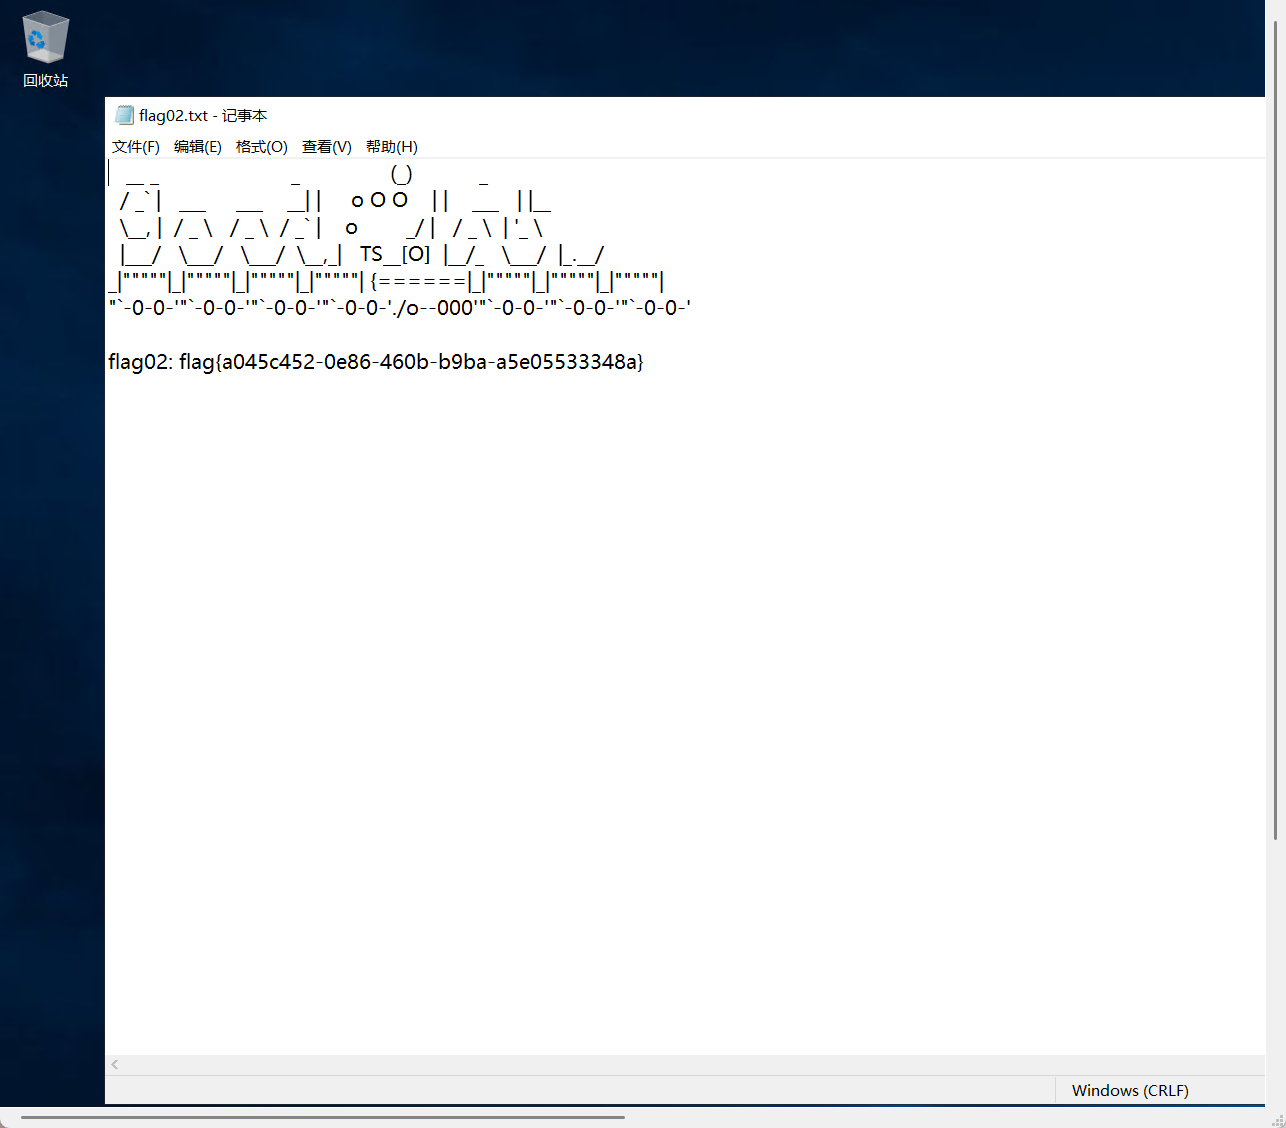 回收站
flag02.txt - 记事本
文件(F) 编辑(E) 格式(O) 查看(V) 帮助(H)
   __ _                      _               (_)           _
  / _` |   ___     ___    __| |     o O O    | |    ___   | |__
  \__, |  / _ \   / _ \  / _` |    o        _/ |   / _ \  | '_ \
  |___/   \___/   \___/  \__,_|   TS__[O]  |__/_   \___/  |_.__/
_|"""""|_|"""""|_|"""""|_|"""""| {======|_|"""""|_|"""""|_|"""""|
"`-0-0-'"`-0-0-'"`-0-0-'"`-0-0-'./o--000'"`-0-0-'"`-0-0-'"`-0-0-'
flag02: flag{a045c452-0e86-460b-b9ba-a5e05533348a}
Windows (CRLF)